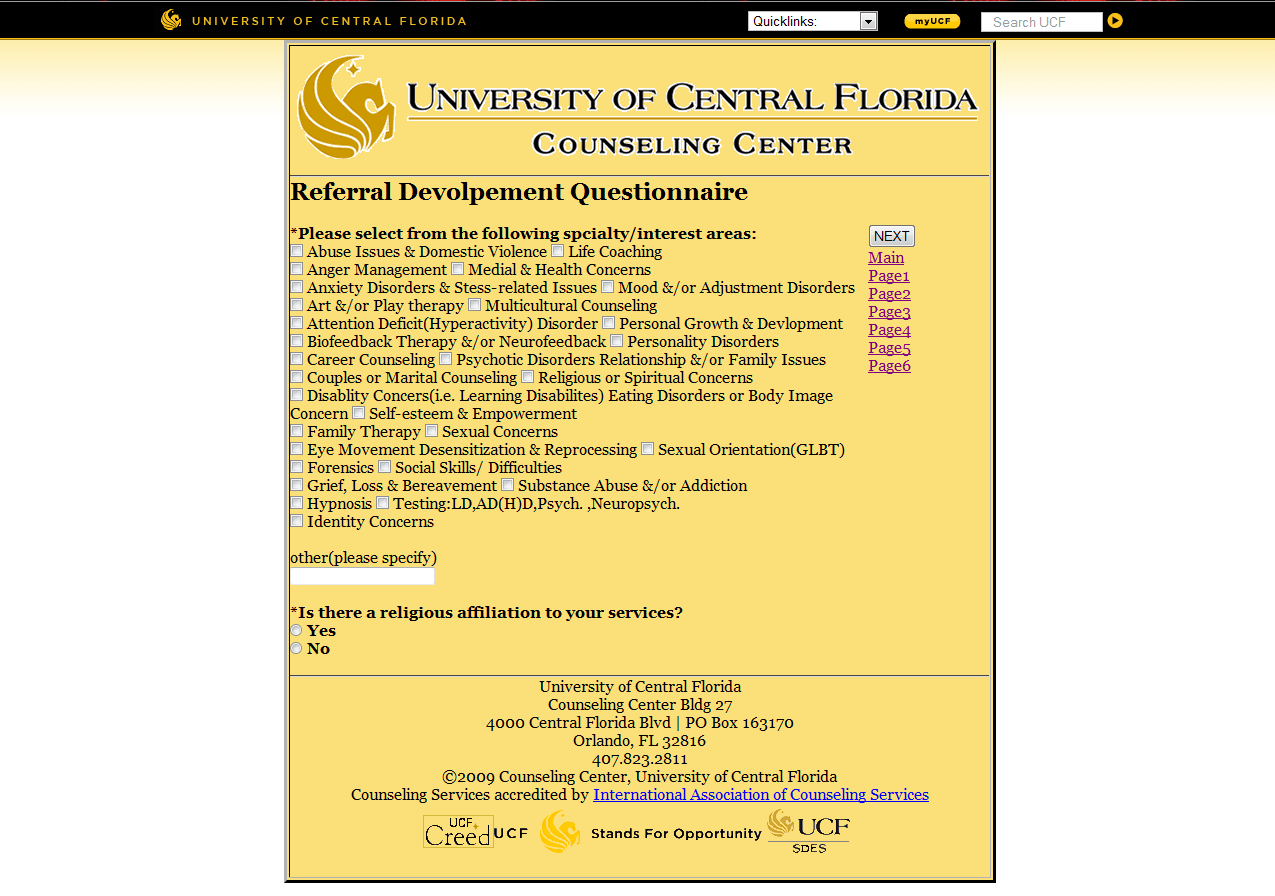 UNIVERSITY OF CENTRAL FLORIDA Quicklinks: myUCF Search UCF
UNIVERSITY OF CENTRAL FLORIDA
COUNSELING CENTER
Referral Devolpement Questionnaire
*Please select from the following spcialty/interest areas:
Abuse Issues & Domestic Violence Life Coaching
Anger Management Medial & Health Concerns
Anxiety Disorders & Stess-related Issues Mood &/or Adjustment Disorders
Art &/or Play therapy Multicultural Counseling
Attention Deficit(Hyperactivity) Disorder Personal Growth & Devlopment
Biofeedback Therapy &/or Neurofeedback Personality Disorders
Career Counseling Psychotic Disorders Relationship &/or Family Issues
Couples or Marital Counseling Religious or Spiritual Concerns
Disablity Concers(i.e. Learning Disabilites) Eating Disorders or Body Image
Concern Self-esteem & Empowerment
Family Therapy Sexual Concerns
Eye Movement Desensitization & Reprocessing Sexual Orientation(GLBT)
Forensics Social Skills/ Difficulties
Grief, Loss & Bereavement Substance Abuse &/or Addiction
Hypnosis Testing:LD,AD(H)D,Psych. ,Neuropsych.
Identity Concerns
other(please specify)
*Is there a religious affiliation to your services?
Yes
No
NEXT
Main
Page1
Page2
Page3
Page4
Page5
Page6
University of Central Florida
Counseling Center Bldg 27
4000 Central Florida Blvd | PO Box 163170
Orlando, FL 32816
407.823.2811
©2009 Counseling Center, University of Central Florida
Counseling Services accredited by International Association of Counseling Services
UCF Creed UCF Stands For Opportunity UCF SDES